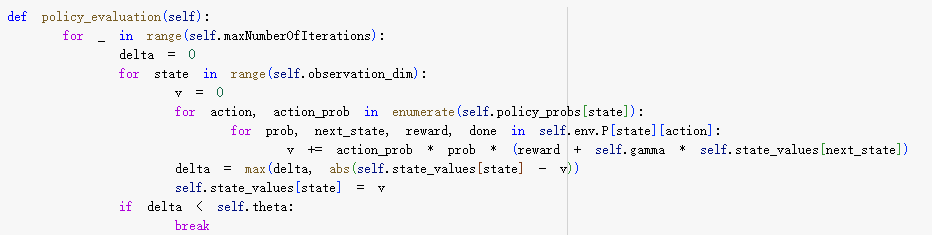 def policy_evaluation(self):
for _ in range(self.maxNumberOfIterations):
delta = 0
for state in range(self.observation_dim):
v = 0
for action, action_prob in enumerate(self.policy_probs[state]):
for prob, next_state, reward, done in self.env.P[state][action]:
v += action_prob * prob * (reward + self.gamma * self.state_values[next_state])
delta = max(delta, abs(self.state_values[state] - v))
self.state_values[state] = v
if delta < self.theta:
break